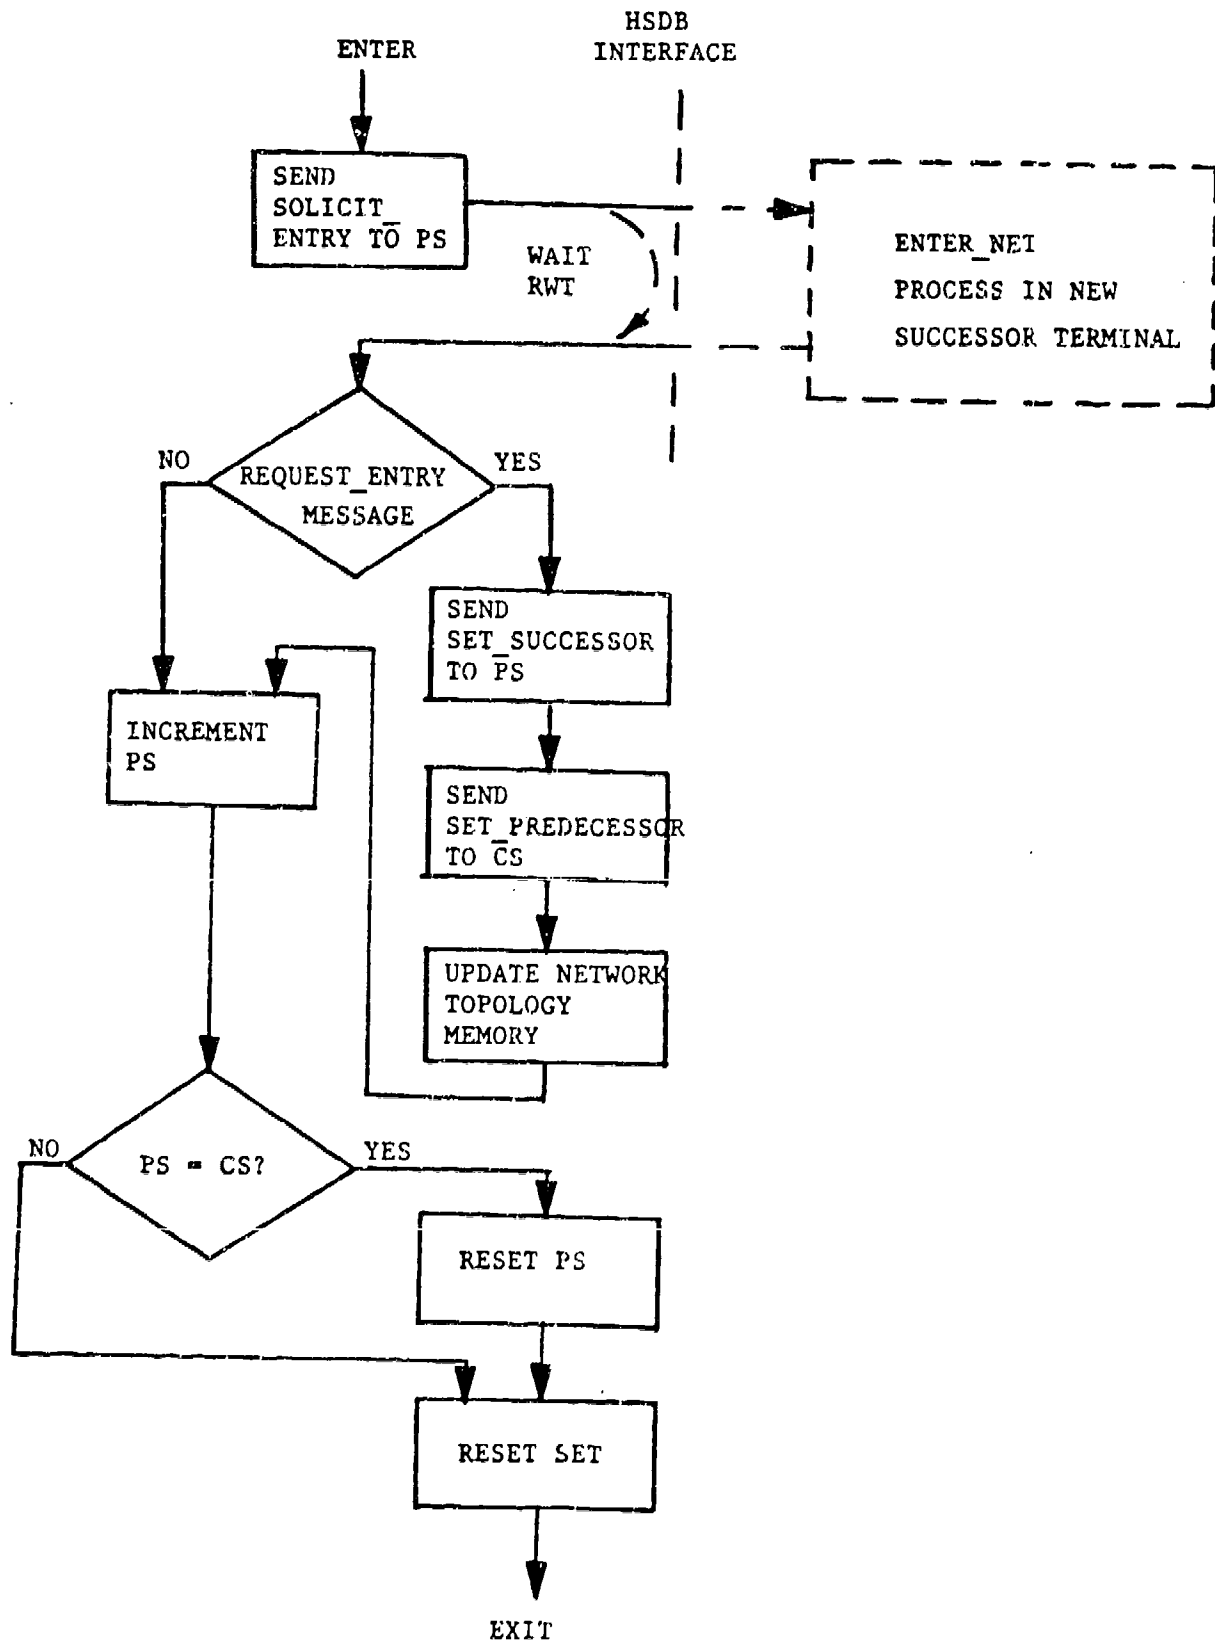 HSDB
INTERFACE
ENTER
SEND
SOLICIT_
ENTRY TO PS
WAIT
RWT
ENTER_NET
PROCESS IN NEW
SUCCESSOR TERMINAL
NO
YES
REQUEST_ENTRY
MESSAGE
SEND
SET_SUCCESSOR
TO PS
INCREMENT
PS
SEND
SET_PREDECESSOR
TO CS
UPDATE NETWORK
TOPOLOGY
MEMORY
NO
YES
PS = CS?
RESET PS
RESET SET
EXIT